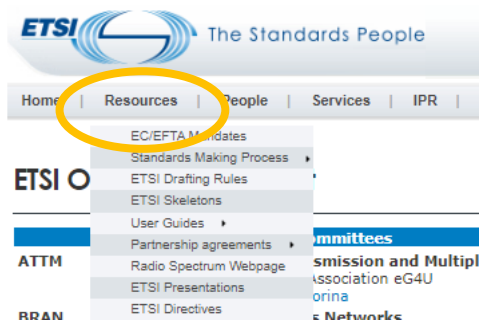 ETSI The Standards People
Home | Resources | People | Services | IPR |
EC/EFTA Mandates
Standards Making Process
ETSI Drafting Rules
ETSI O
ETSI Skeletons
User Guides
Partnership agreements
ommittees
ATTM
Radio Spectrum Webpage
smission and Multipl
Association eG4U
ETSI Presentations
orina
BRAN
ETSI Directives
s Networks